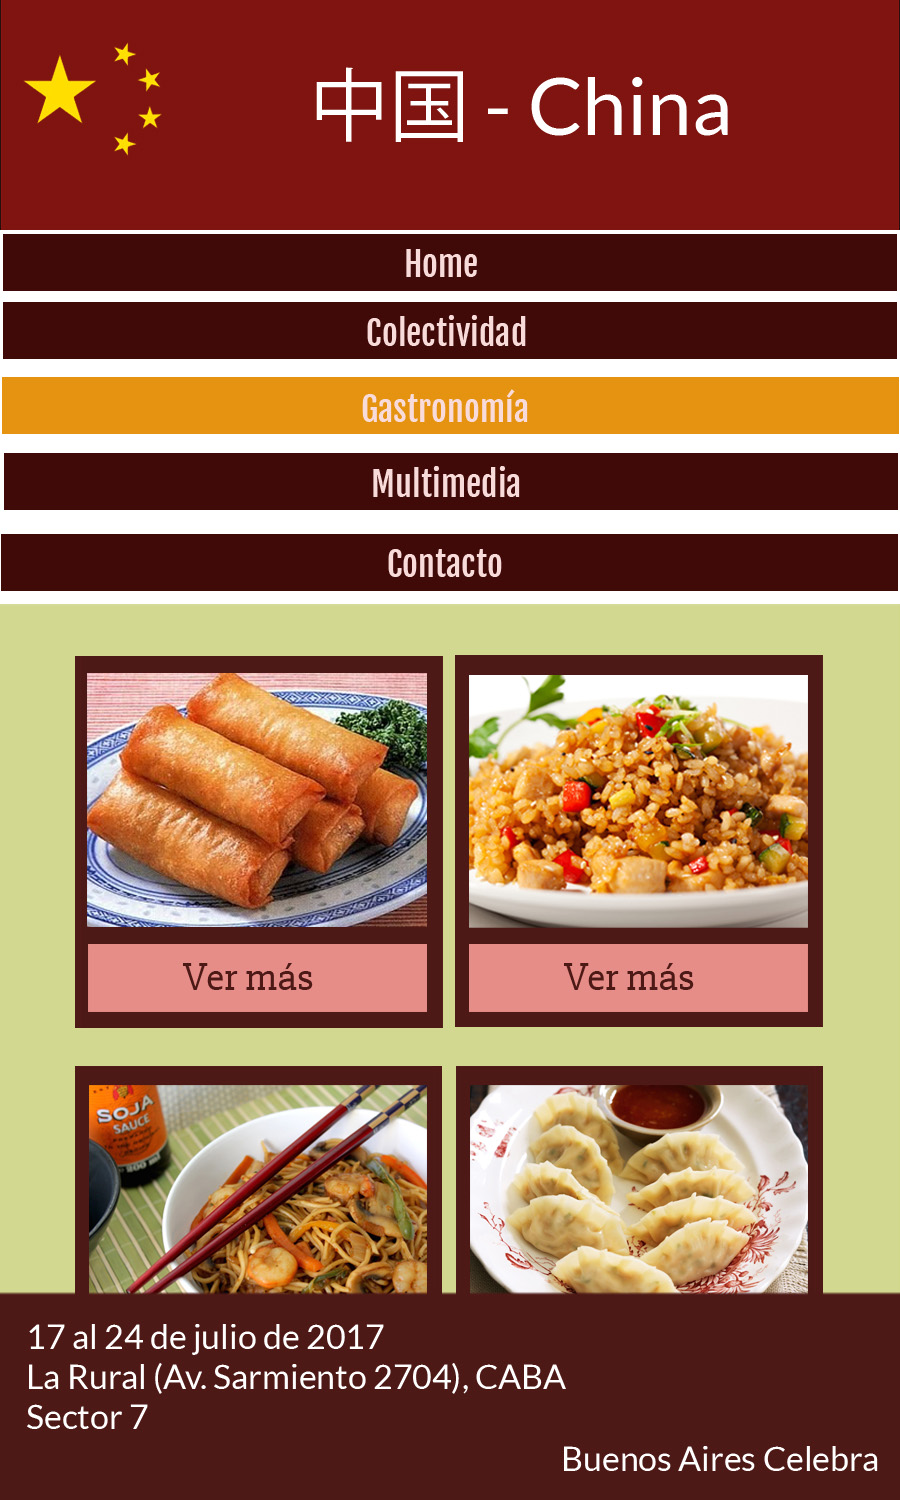 中国 - China
Home
Colectividad
Gastronomía
Multimedia
Contacto
Ver más
Ver más
SOJA
SAUCE
17 al 24 de julio de 2017
La Rural (Av. Sarmiento 2704), CABA
Sector 7
Buenos Aires Celebra